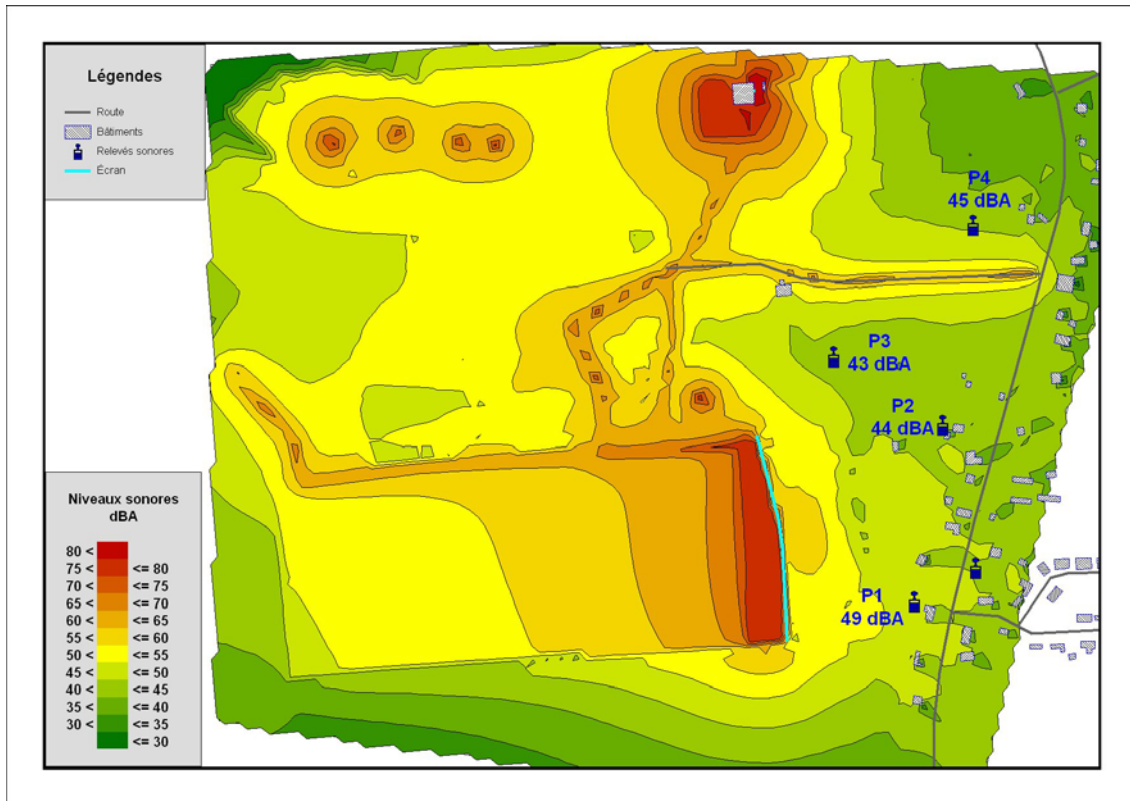 Légendes
Route
Bâtiments
Relevés sonores
Écran
P4
45 dBA
P3
43 dBA
P2
44 dBA
P1
49 dBA
Niveaux sonores
dBA
80 <
75 < <= 80
70 < <= 75
65 < <= 70
60 < <= 65
55 < <= 60
50 < <= 55
45 < <= 50
40 < <= 45
35 < <= 40
30 < <= 35
<= 30